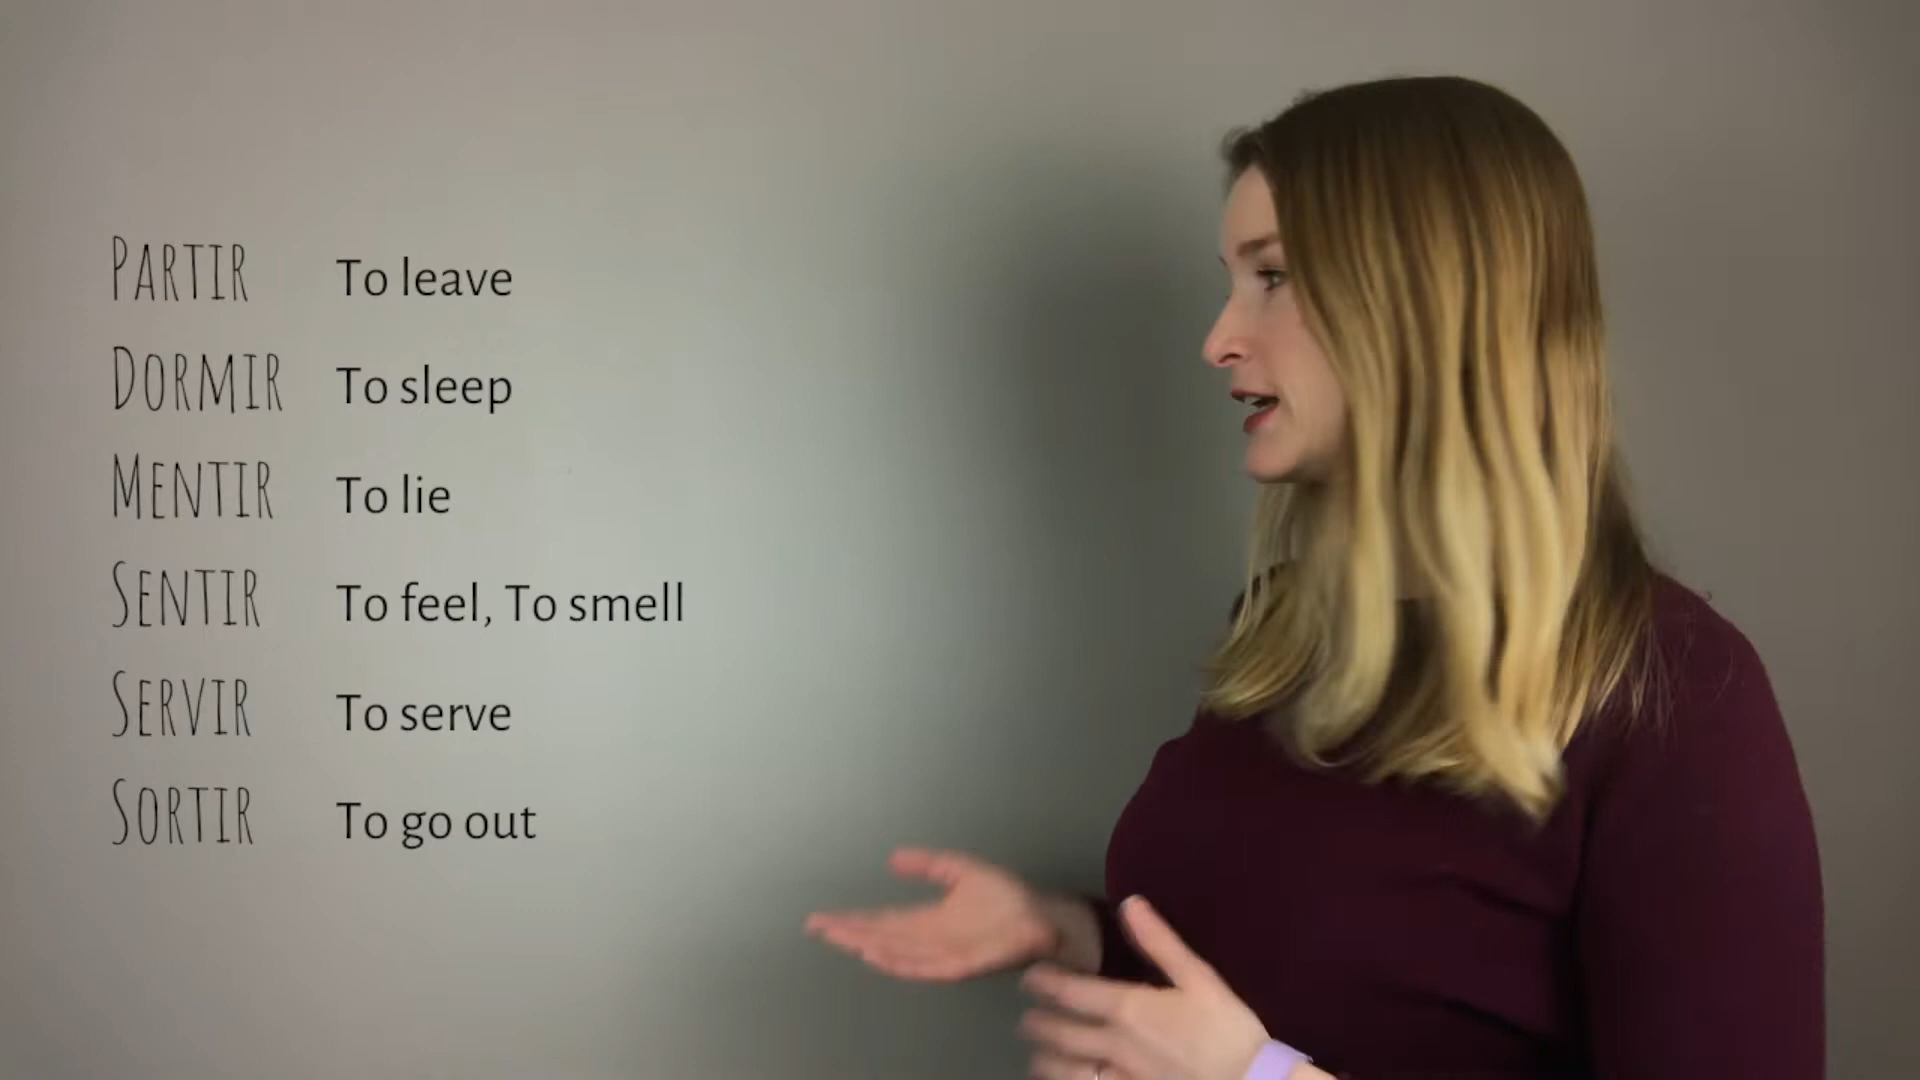 PARTIR To leave
DORMIR To sleep
MENTIR To lie
SENTIR To feel, To smell
SERVIR To serve
SORTIR To go out